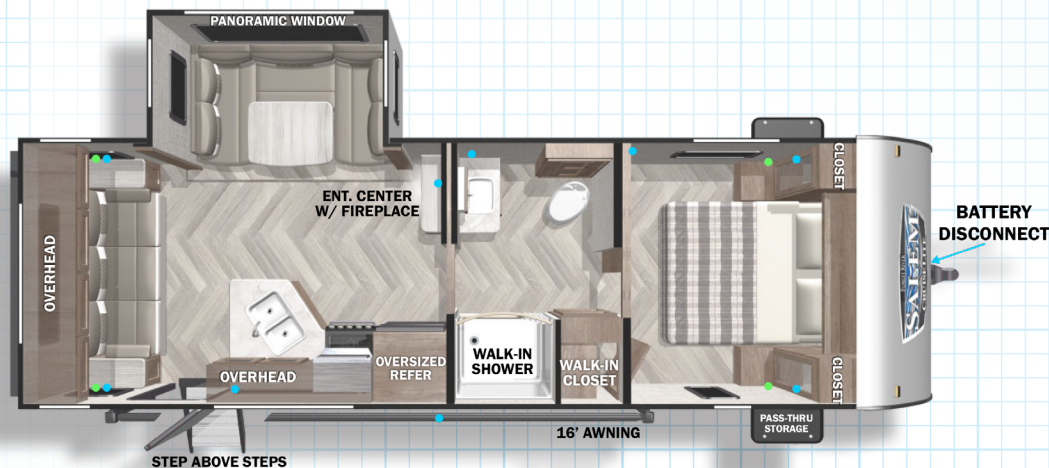 PANORAMIC WINDOW
OVERHEAD
ENT. CENTER
W/ FIREPLACE
CLOSET
BATTERY
DISCONNECT
SALEM
OVERHEAD
OVERSIZED
REFER
WALK-IN
SHOWER
WALK-IN
CLOSET
CLOSET
PASS-THRU
STORAGE
16' AWNING
STEP ABOVE STEPS